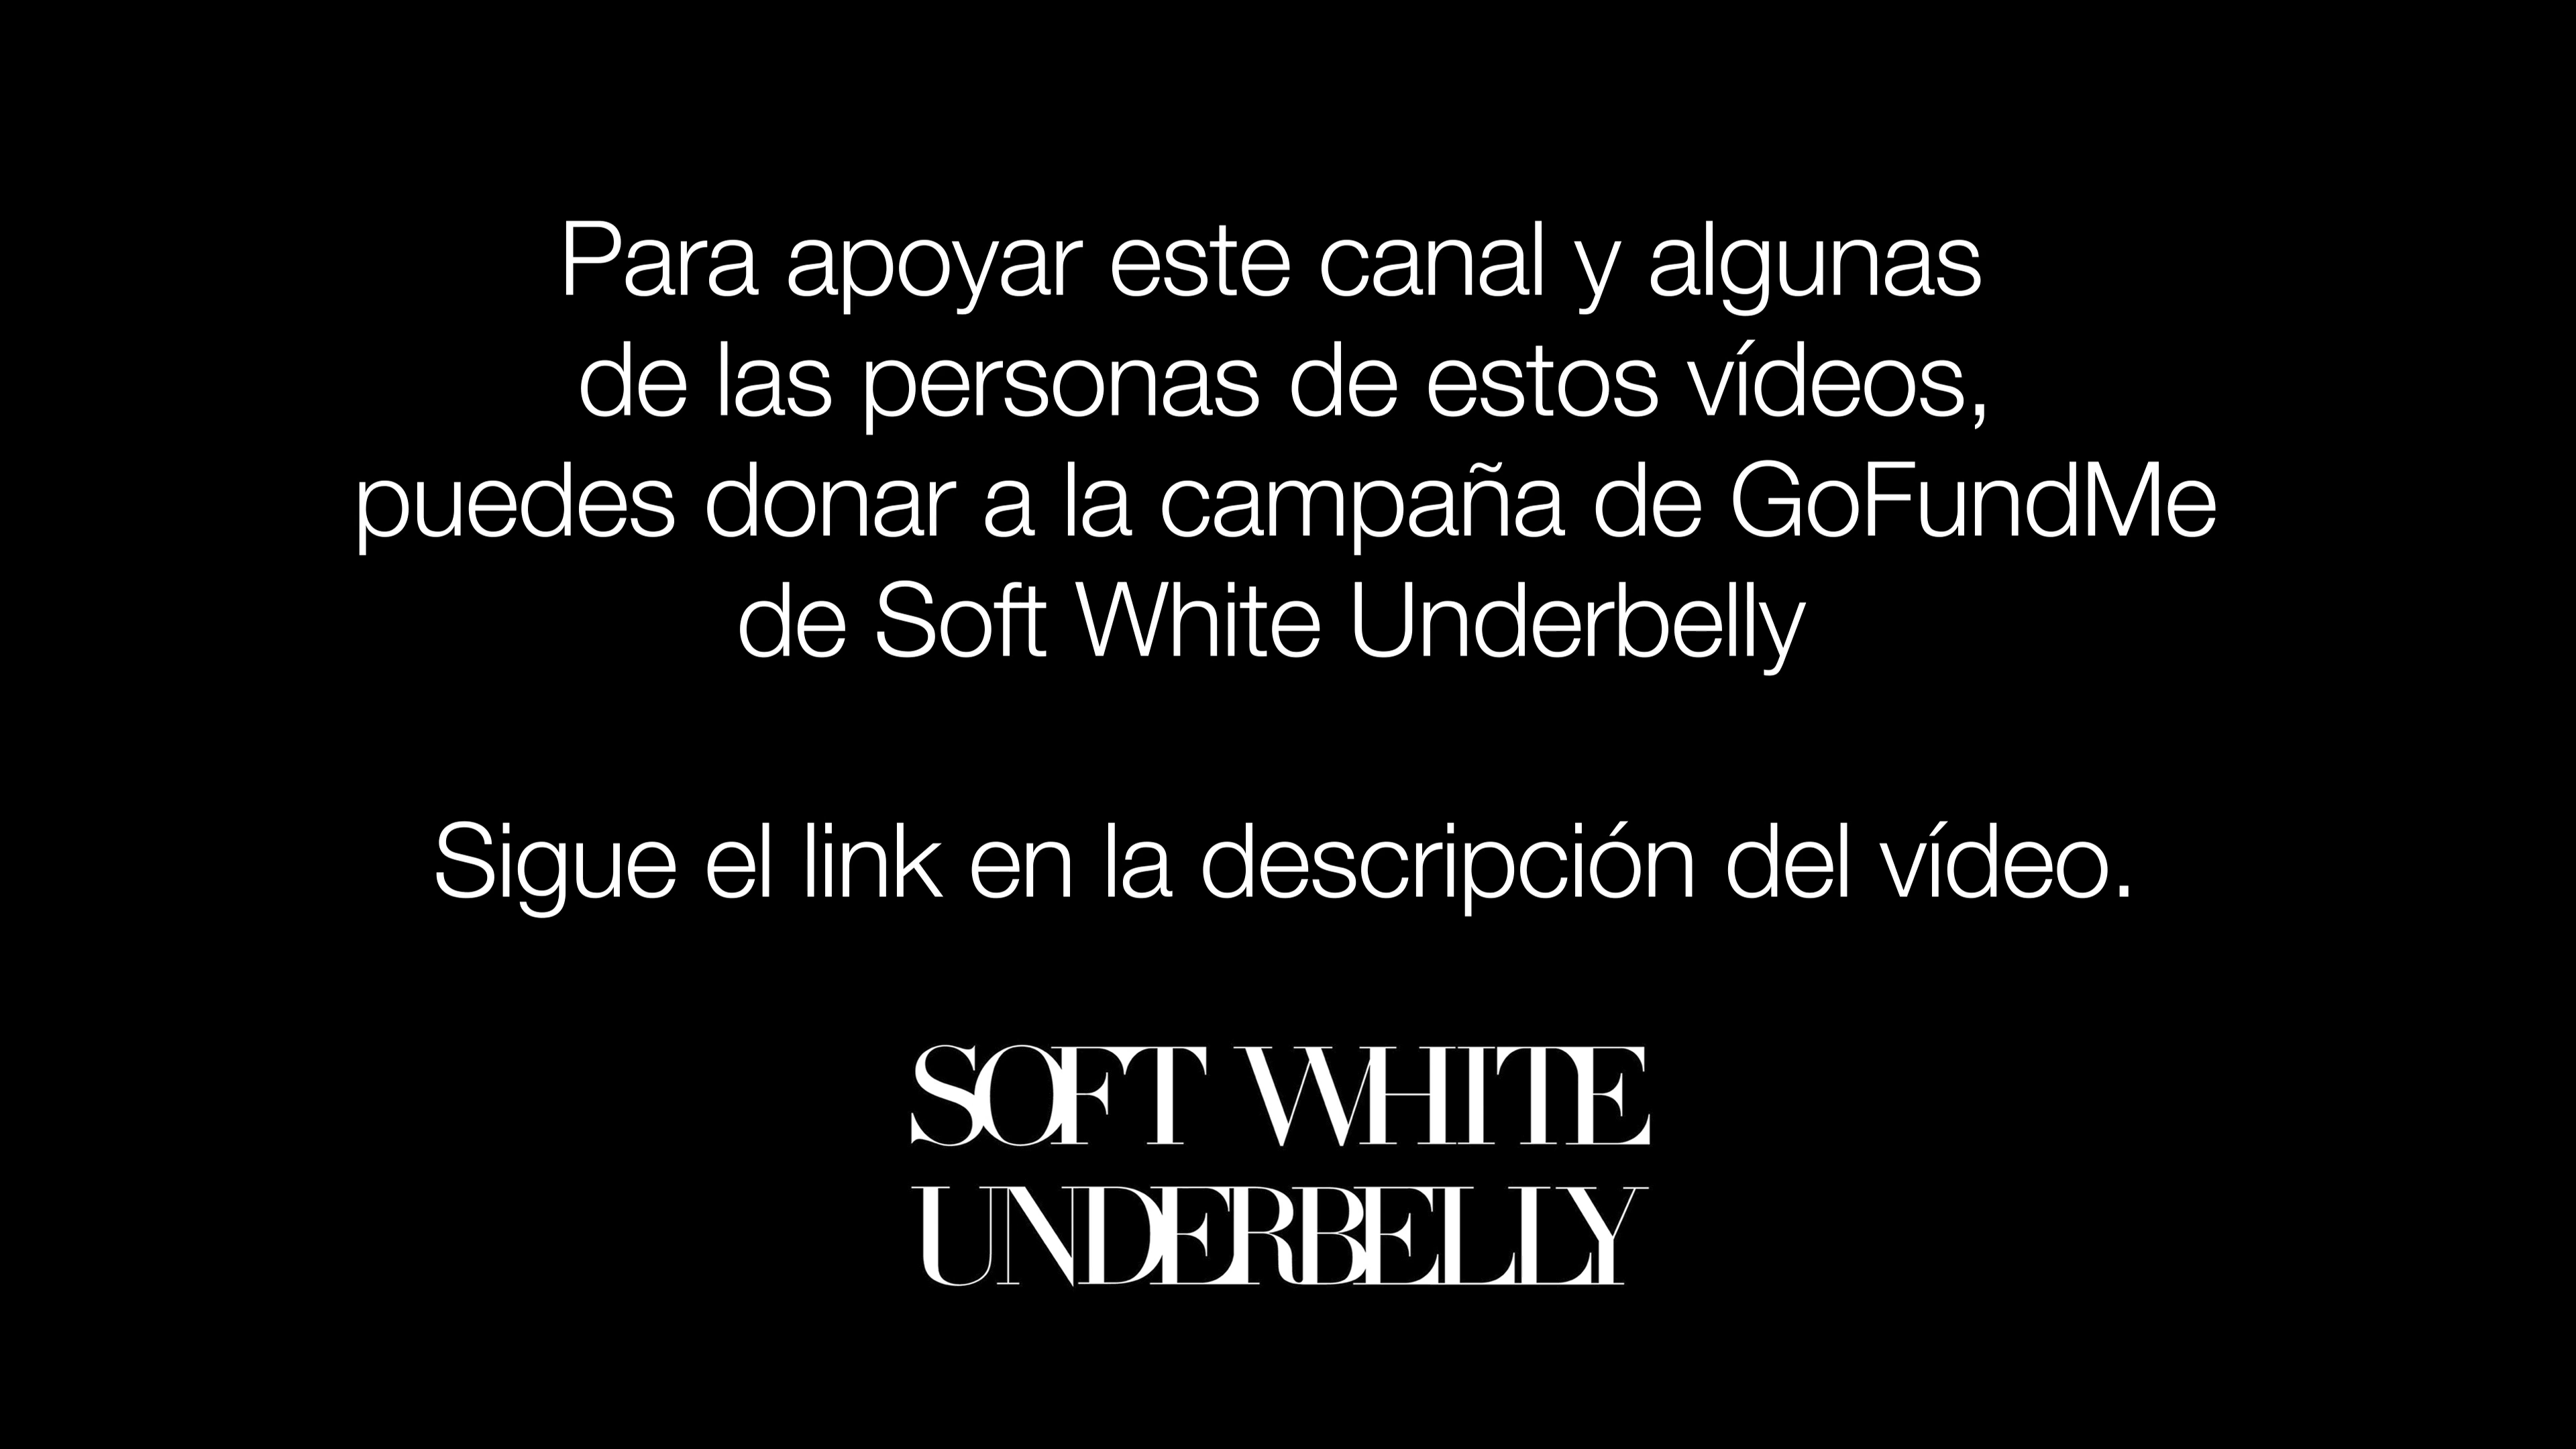 Para apoyar este canal y algunas
de las personas de estos vídeos,
puedes donar a la campaña de GoFundMe
de Soft White Underbelly
Sigue el link en la descripción del vídeo.
SOFT WHITE
UNDERBELLY